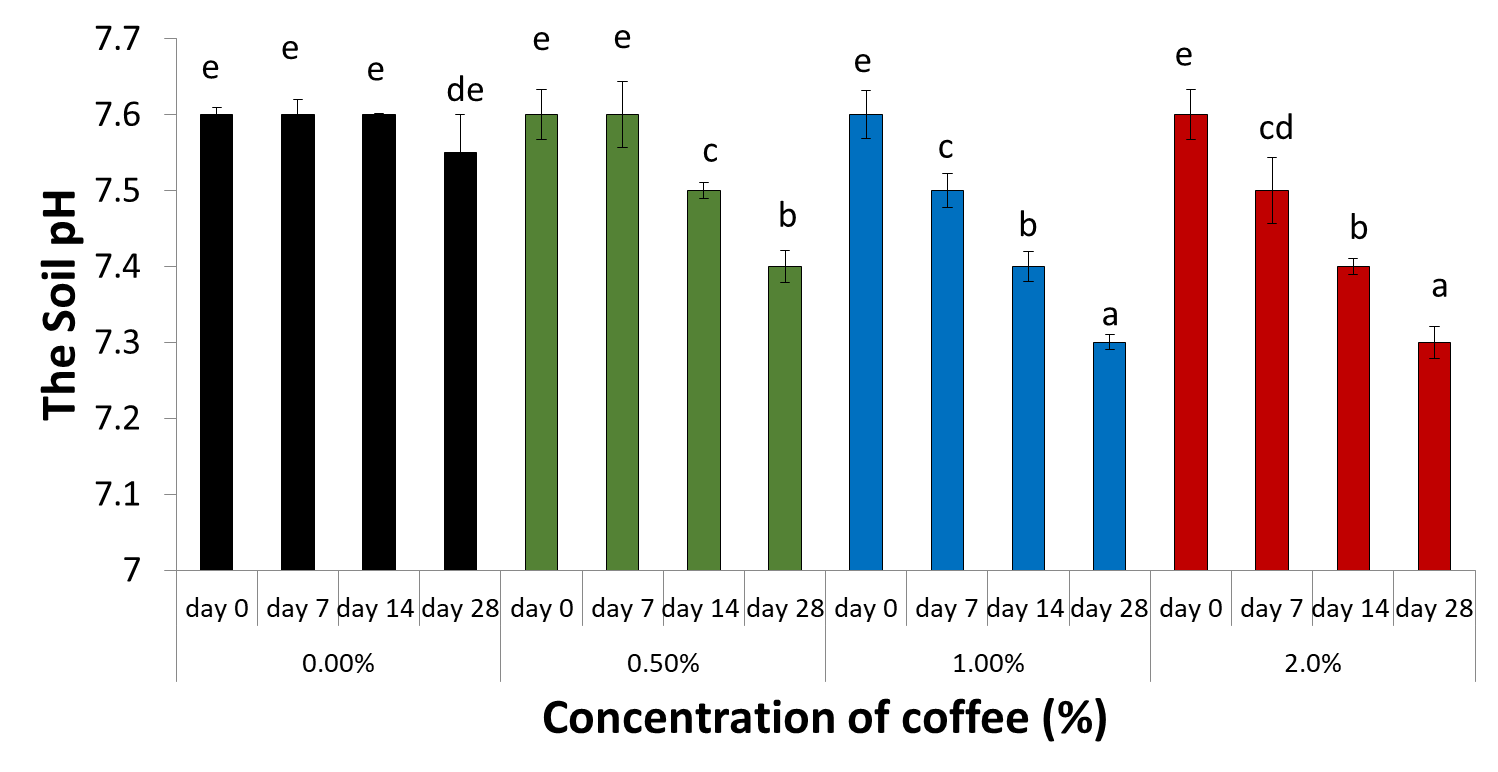 The Soil pH
7.7
7.6
7.5
7.4
7.3
7.2
7.1
7
e e e de e e c b e c b a e cd b a
day 0 day 7 day 14 day 28 day 0 day 7 day 14 day 28 day 0 day 7 day 14 day 28 day 0 day 7 day 14 day 28
0.00% 0.50% 1.00% 2.0%
Concentration of coffee (%)